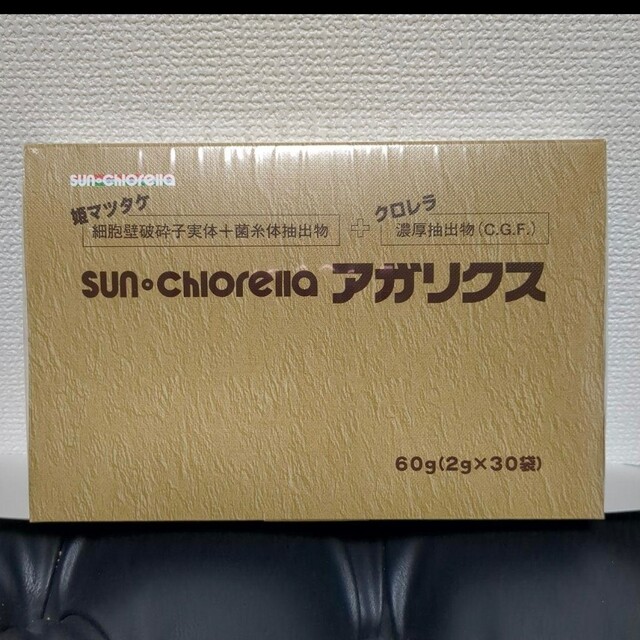 sun・chlorella
姫マツタケ
細胞壁破砕子実体＋菌糸体抽出物
＋
クロレラ
濃厚抽出物(C.G.F.)
sun・chlorella アガリクス
60g(2g×30袋)